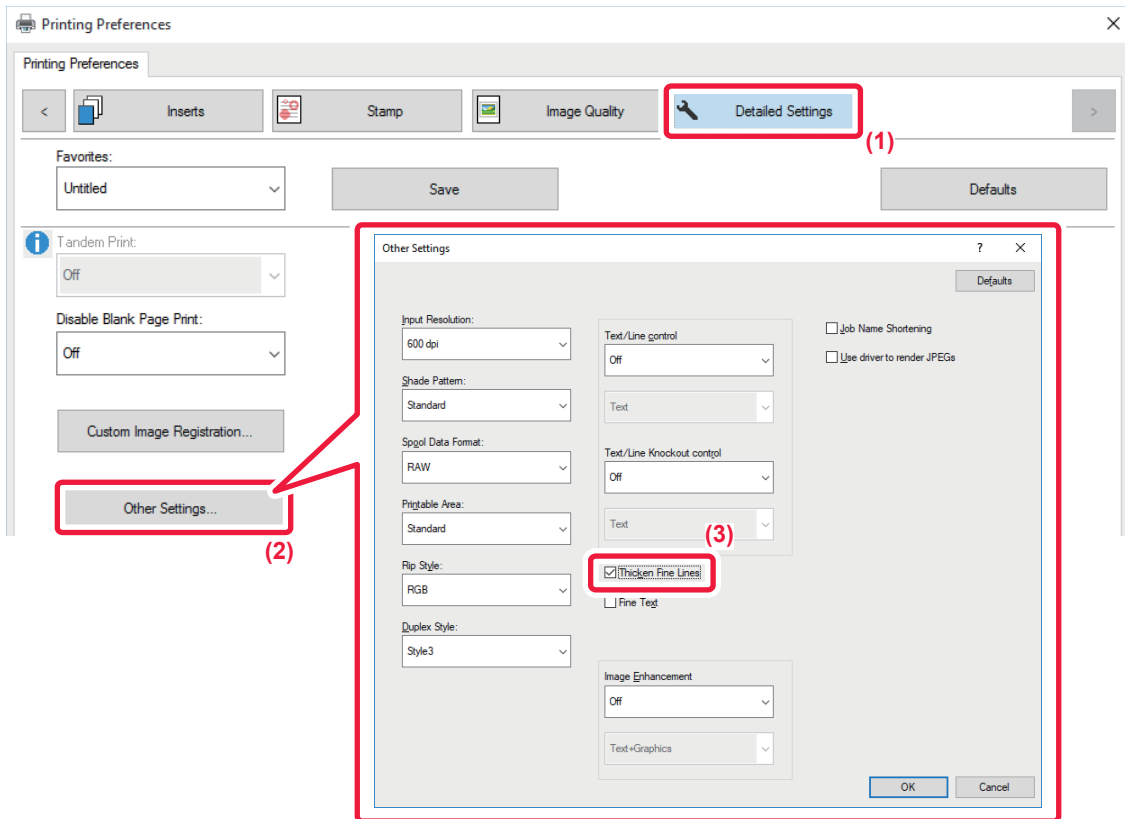 Printing Preferences
Printing Preferences
<
Inserts
Stamp
Image Quality
Detailed Settings
>
(1)
Favorites:
Untitled
Save
Defaults
Tandem Print:
Off
Disable Blank Page Print:
Off
Custom Image Registration...
Other Settings...
(2)
Other Settings
?
Defaults
Input Resolution:
600 dpi
Shade Pattern:
Standard
Spool Data Format:
RAW
Printable Area:
Standard
Rip Style:
RGB
Duplex Style:
Style3
Text/Line control
Off
Text
Text/Line Knockout control
Off
Text
(3)
Thicken Fine Lines
Fine Text
Image Enhancement
Off
Text+Graphics
Job Name Shortening
Use driver to render JPEGs
OK
Cancel